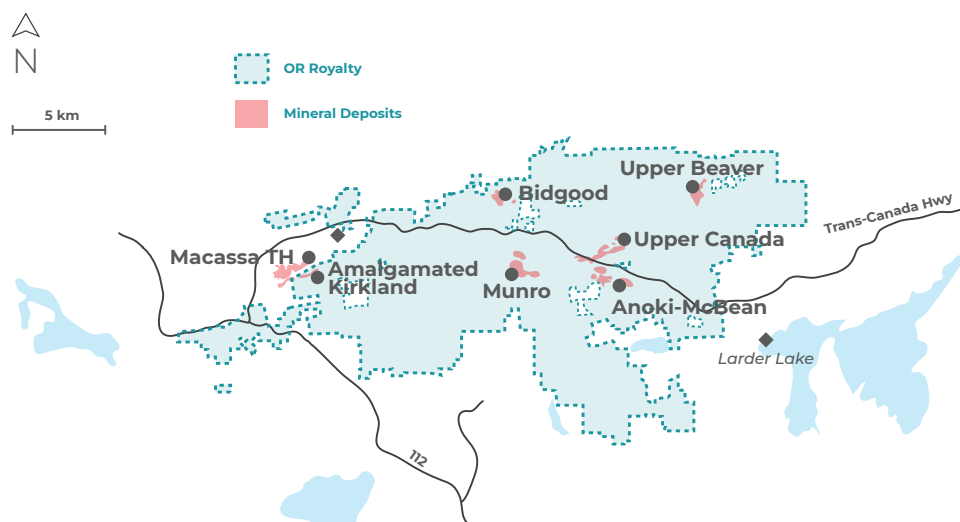 N
5 km
OR Royalty
Mineral Deposits
Upper Beaver
Bidgood
Trans-Canada Hwy
Upper Canada
Macassa TH
Amalgamated
Kirkland
Munro
Anoki-McBean
Larder Lake
112